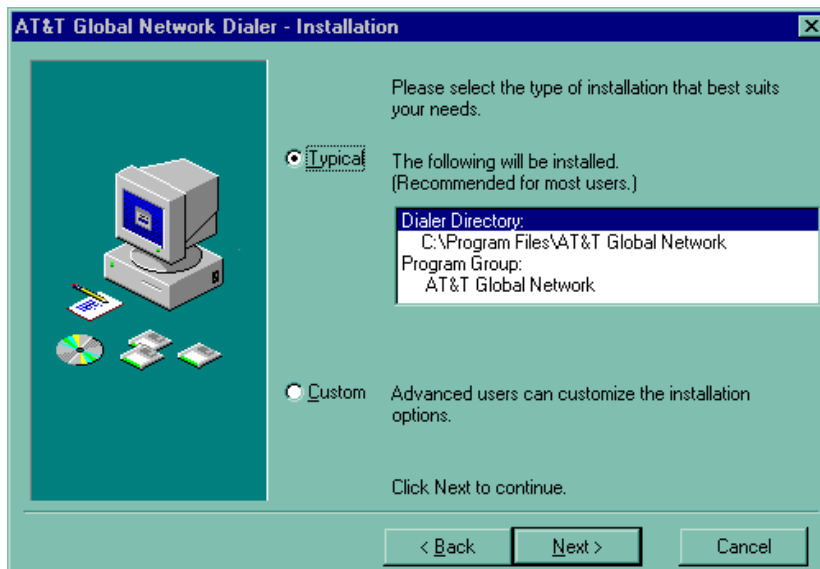 AT&T Global Network Dialer - Installation
Please select the type of installation that best suits
your needs.
Typical
The following will be installed.
(Recommended for most users.)
Dialer Directory:
C:\Program Files\AT&T Global Network
Program Group:
AT&T Global Network
Custom
Advanced users can customize the installation
options.
Click Next to continue.
< Back
Next >
Cancel